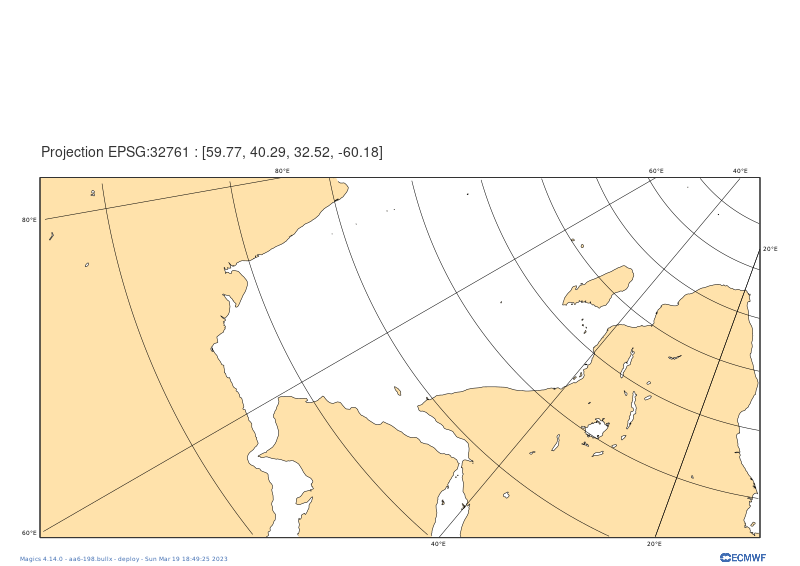 Projection EPSG:32761 : [59.77, 40.29, 32.52, -60.18]
80°E
60°E
40°E
80°E
20°E
60°E
40°E
20°E
Magics 4.14.0 - aa6-198.bullx - deploy - Sun Mar 19 18:49:25 2023
ECMWF